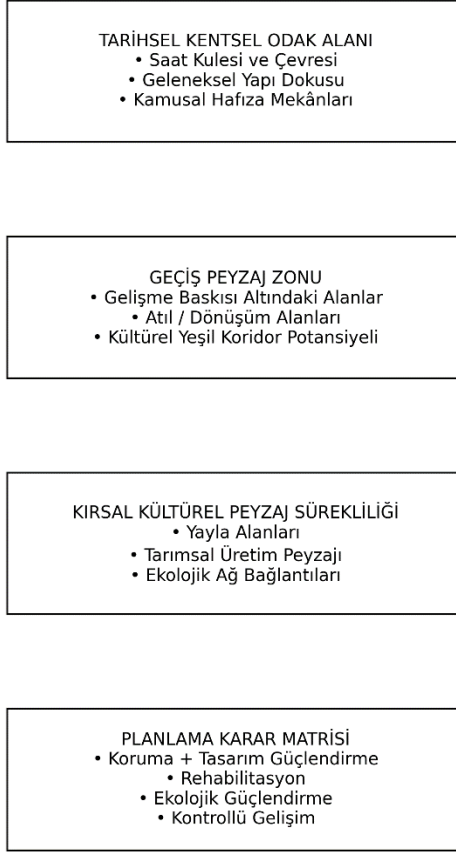 TARİHSEL KENTSEL ODAK ALANI
• Saat Kulesi ve Çevresi
• Geleneksel Yapı Dokusu
• Kamusal Hafıza Mekânları
GEÇİŞ PEYZAJ ZONU
• Gelişme Baskısı Altındaki Alanlar
• Atıl / Dönüşüm Alanları
• Kültürel Yeşil Koridor Potansiyeli
KIRSAL KÜLTÜREL PEYZAJ SÜREKLİLİĞİ
• Yayla Alanları
• Tarımsal Üretim Peyzajı
• Ekolojik Ağ Bağlantıları
PLANLAMA KARAR MATRİSİ
• Koruma + Tasarım Güçlendirme
• Rehabilitasyon
• Ekolojik Güçlendirme
• Kontrollü Gelişim